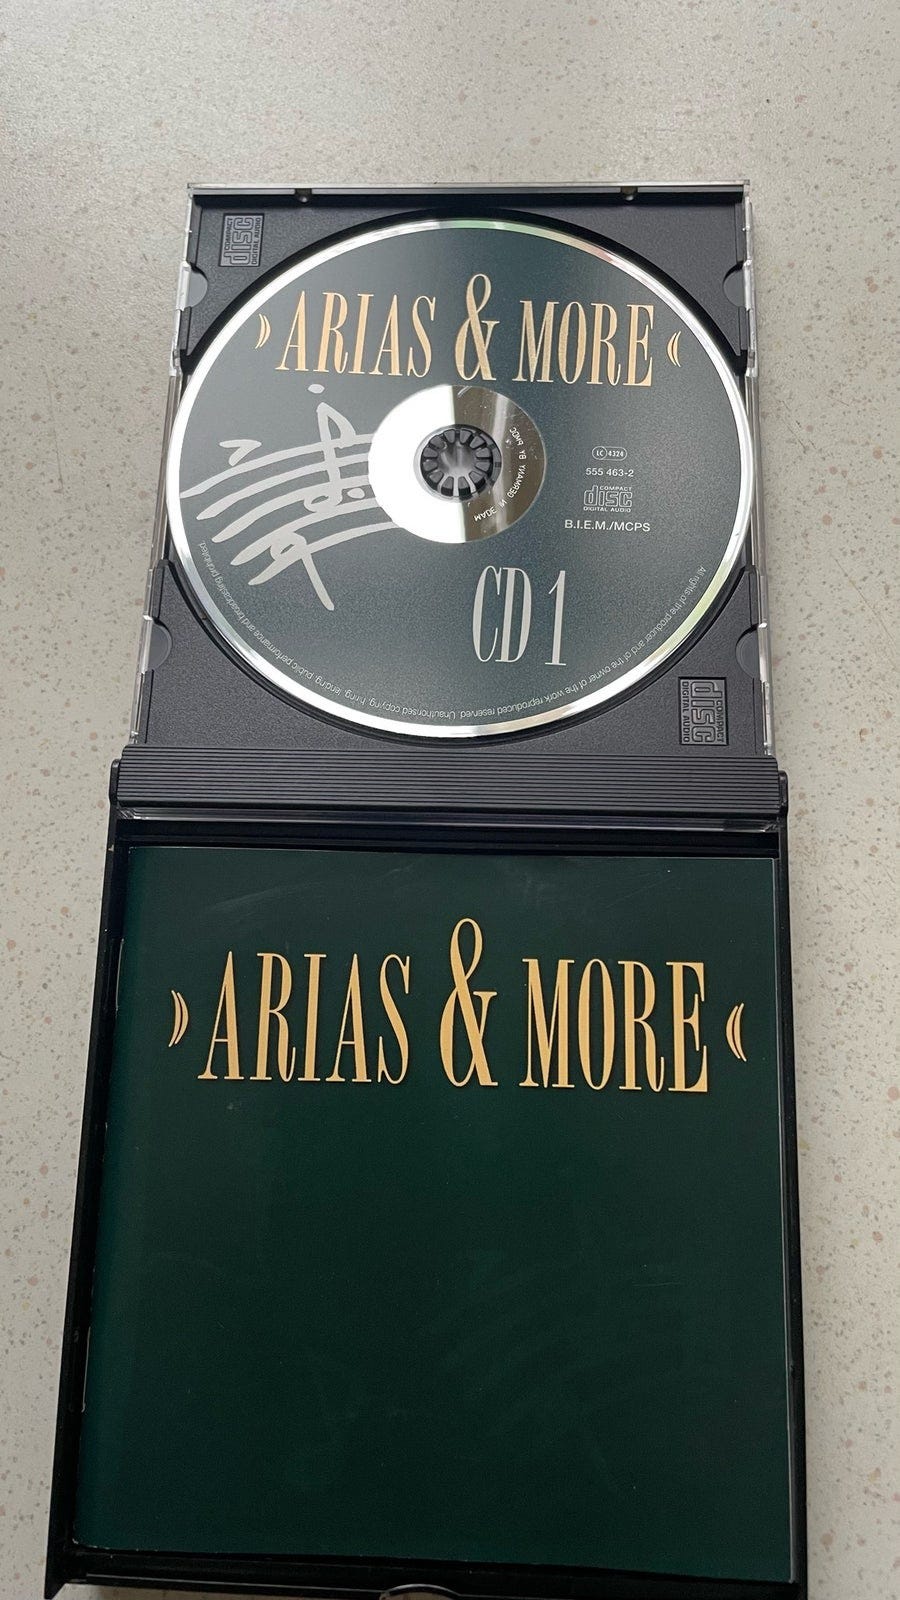 COMPACT
disc
DIGITAL AUDIO
» ARIAS & MORE «
LC 4324
555 463-2
COMPACT
disc
DIGITAL AUDIO
B.I.E.M./MCPS
MADE IN GERMANY BY PMDC
CD 1
All rights of the producer and of the owner of the work reproduced reserved. Unauthorised copying, hiring, lending, public performance and broadcasting prohibited.
COMPACT
disc
DIGITAL AUDIO
» ARIAS & MORE «